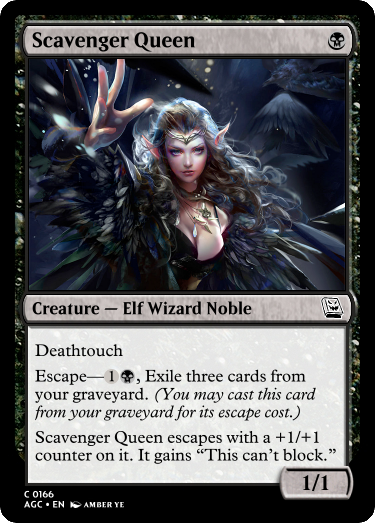 Scavenger Queen
Creature — Elf Wizard Noble
Deathtouch
Escape—1, Exile three cards from
your graveyard. (You may cast this card
from your graveyard for its escape cost.)
Scavenger Queen escapes with a +1/+1
counter on it. It gains “This can’t block.”
1/1
C 0166
AGC • EN AMBER YE